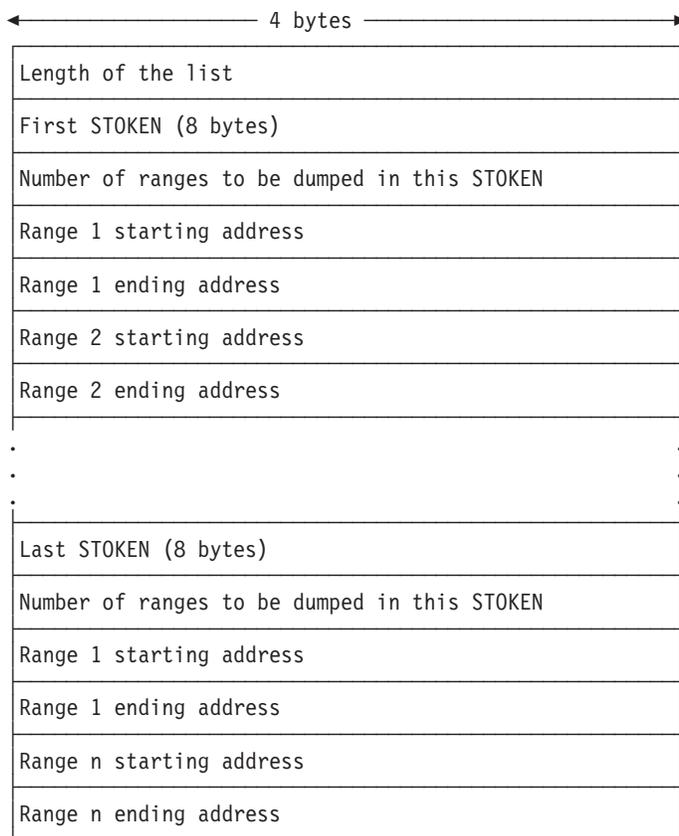 4 bytes
Length of the list
First STOKEN (8 bytes)
Number of ranges to be dumped in this STOKEN
Range 1 starting address
Range 1 ending address
Range 2 starting address
Range 2 ending address
.
.
.
Last STOKEN (8 bytes)
Number of ranges to be dumped in this STOKEN
Range 1 starting address
Range 1 ending address
Range n starting address
Range n ending address